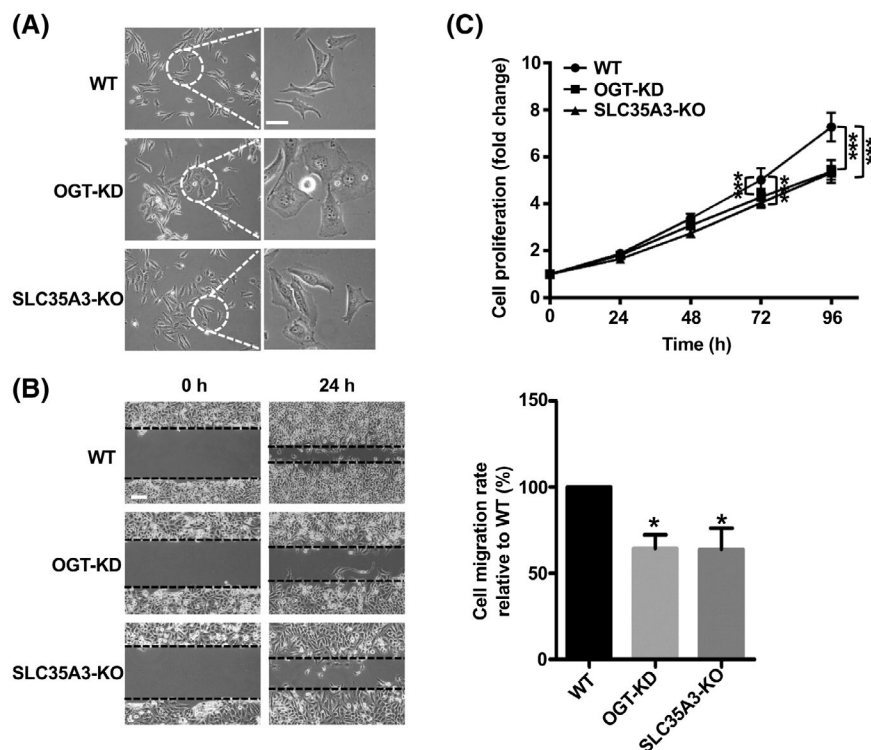 (A)
WT
OGT-KD
SLC35A3-KO
(B)
0 h
24 h
WT
OGT-KD
SLC35A3-KO
(C)
Cell proliferation (fold change)
10
8
6
4
2
0
WT
OGT-KD
SLC35A3-KO
***
***
***
***
0
24
48
72
96
Time (h)
Cell migration rate
relative to WT (%)
150
100
50
0
*
*
WT
OGT-KD
SLC35A3-KO